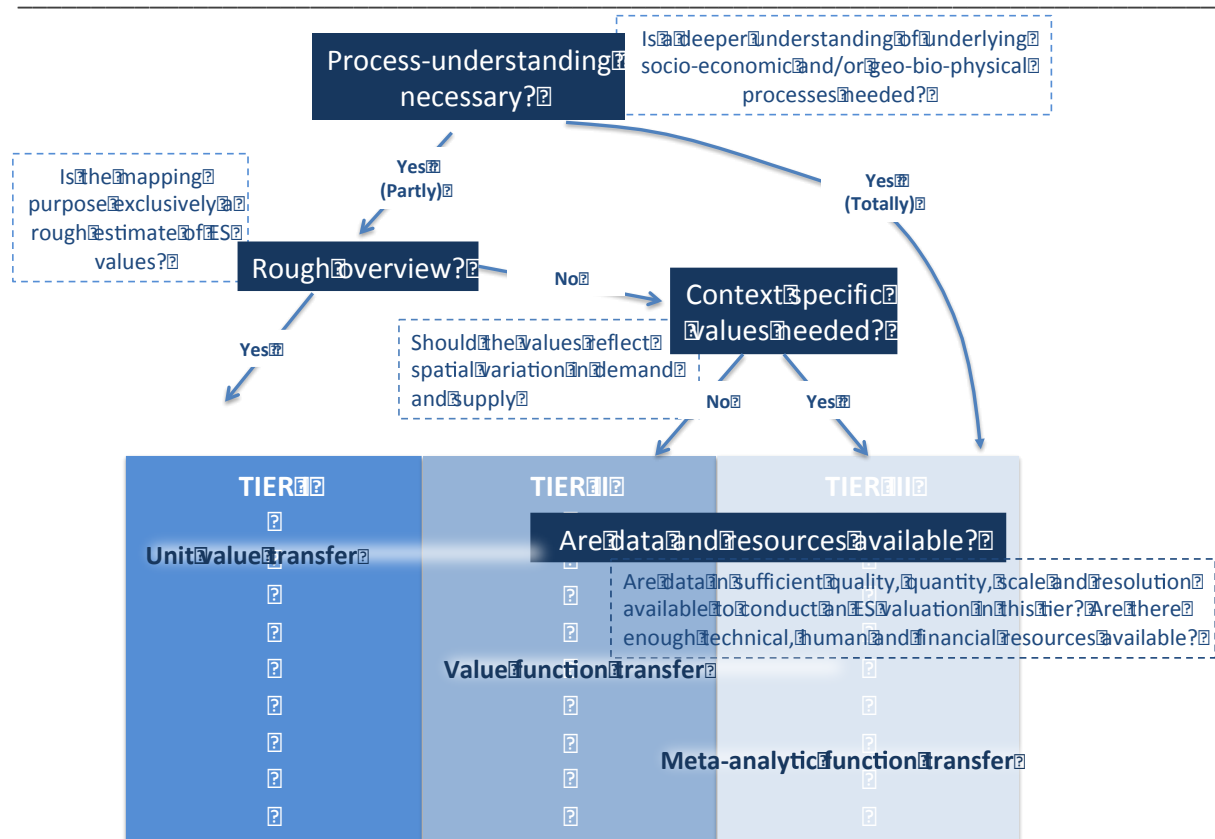 Process-understanding
necessary?
Is a deeper understanding of underlying
socio-economic and/or geo-bio-physical
processes needed?
Is the mapping
purpose exclusively a
rough estimate of ES
values?
Yes
(Partly)
Yes
(Totally)
Rough overview?
No
Context specific
values needed?
Yes
Should the values reflect
spatial variation in demand
and supply
No
Yes
TIER I
TIER II
TIER III
Are data and resources available?
Unit value transfer
Are data in sufficient quality, quantity, scale and resolution
available to conduct an ES valuation in this tier? Are there
enough technical, human and financial resources available?
Value function transfer
Meta-analytic function transfer